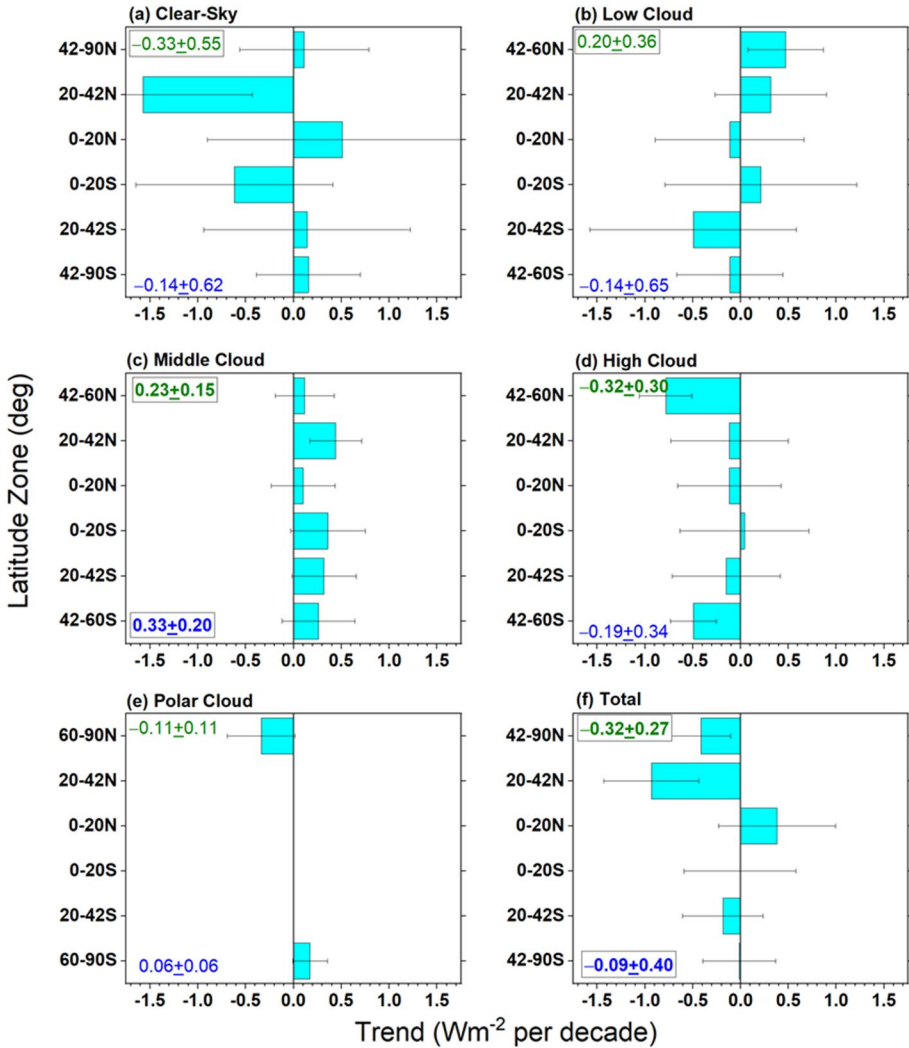 (a) Clear-Sky
42-90N
20-42N
0-20N
0-20S
20-42S
42-90S
−0.33±0.55
−0.14±0.62
-1.5 -1.0 -0.5 0.0 0.5 1.0 1.5
(b) Low Cloud
42-60N
20-42N
0-20N
0-20S
20-42S
42-60S
0.20±0.36
−0.14±0.65
-1.5 -1.0 -0.5 0.0 0.5 1.0 1.5
(c) Middle Cloud
42-60N
20-42N
0-20N
0-20S
20-42S
42-60S
0.23±0.15
0.33±0.20
-1.5 -1.0 -0.5 0.0 0.5 1.0 1.5
(d) High Cloud
42-60N
20-42N
0-20N
0-20S
20-42S
42-60S
−0.32±0.30
−0.19±0.34
-1.5 -1.0 -0.5 0.0 0.5 1.0 1.5
(e) Polar Cloud
60-90N
20-42N
0-20N
0-20S
20-42S
60-90S
−0.11±0.11
0.06±0.06
-1.5 -1.0 -0.5 0.0 0.5 1.0 1.5
(f) Total
42-90N
20-42N
0-20N
0-20S
20-42S
42-90S
−0.32±0.27
−0.09±0.40
-1.5 -1.0 -0.5 0.0 0.5 1.0 1.5
Latitude Zone (deg)
Trend (Wm⁻² per decade)